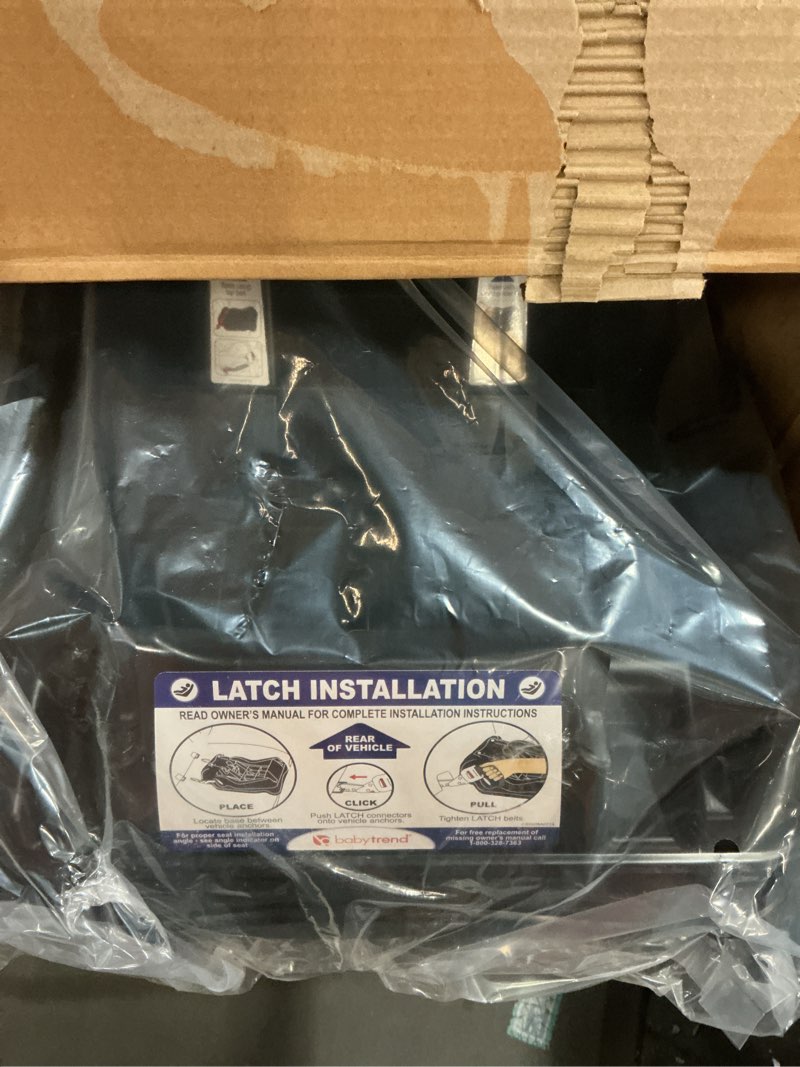 LATCH INSTALLATION
READ OWNER'S MANUAL FOR COMPLETE INSTALLATION INSTRUCTIONS
REAR
OF VEHICLE
PLACE
CLICK
PULL
Locate base between
vehicle anchors.
Push LATCH connectors
onto vehicle anchors.
Tighten LATCH belts.
For proper seat installation
angle - see angle indicator on
side of seat
babytrend
For free replacement of
missing owner's manual call
1-800-328-7363